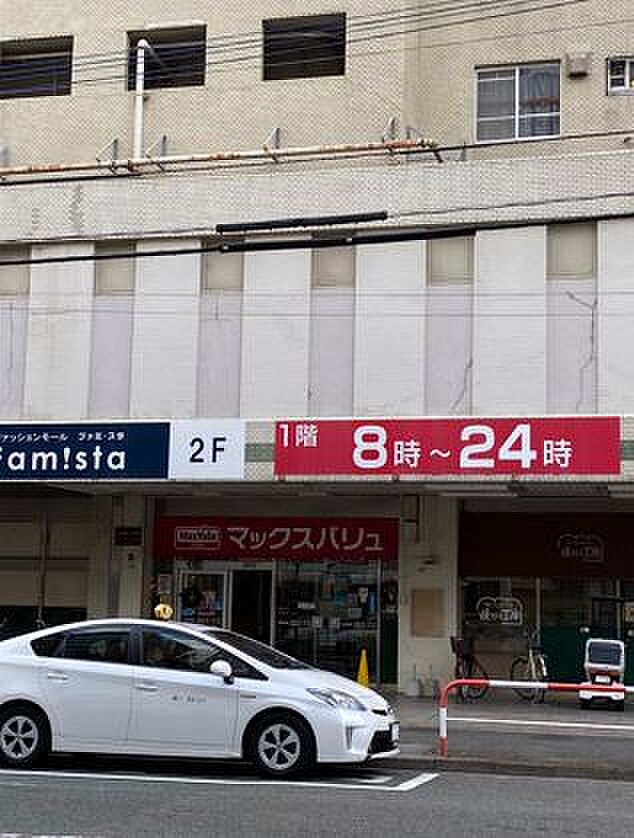 ァッションモール ファミ・スタ
Fam!sta
2F
1階
8時～24時
MaxValu
マックスバリュ